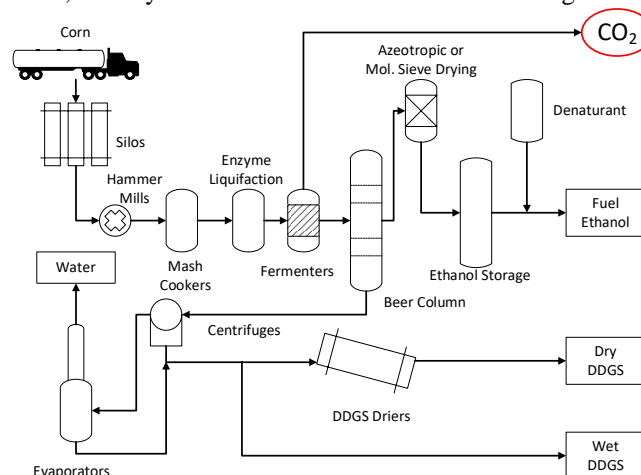 Corn
CO2
Azeotropic or
Mol. Sieve Drying
Denaturant
Silos
Hammer
Mills
Enzyme
Liquifaction
Fuel
Ethanol
Water
Mash
Cookers
Fermenters
Ethanol Storage
Beer Column
Centrifuges
Dry
DDGS
DDGS Driers
Wet
DDGS
Evaporators